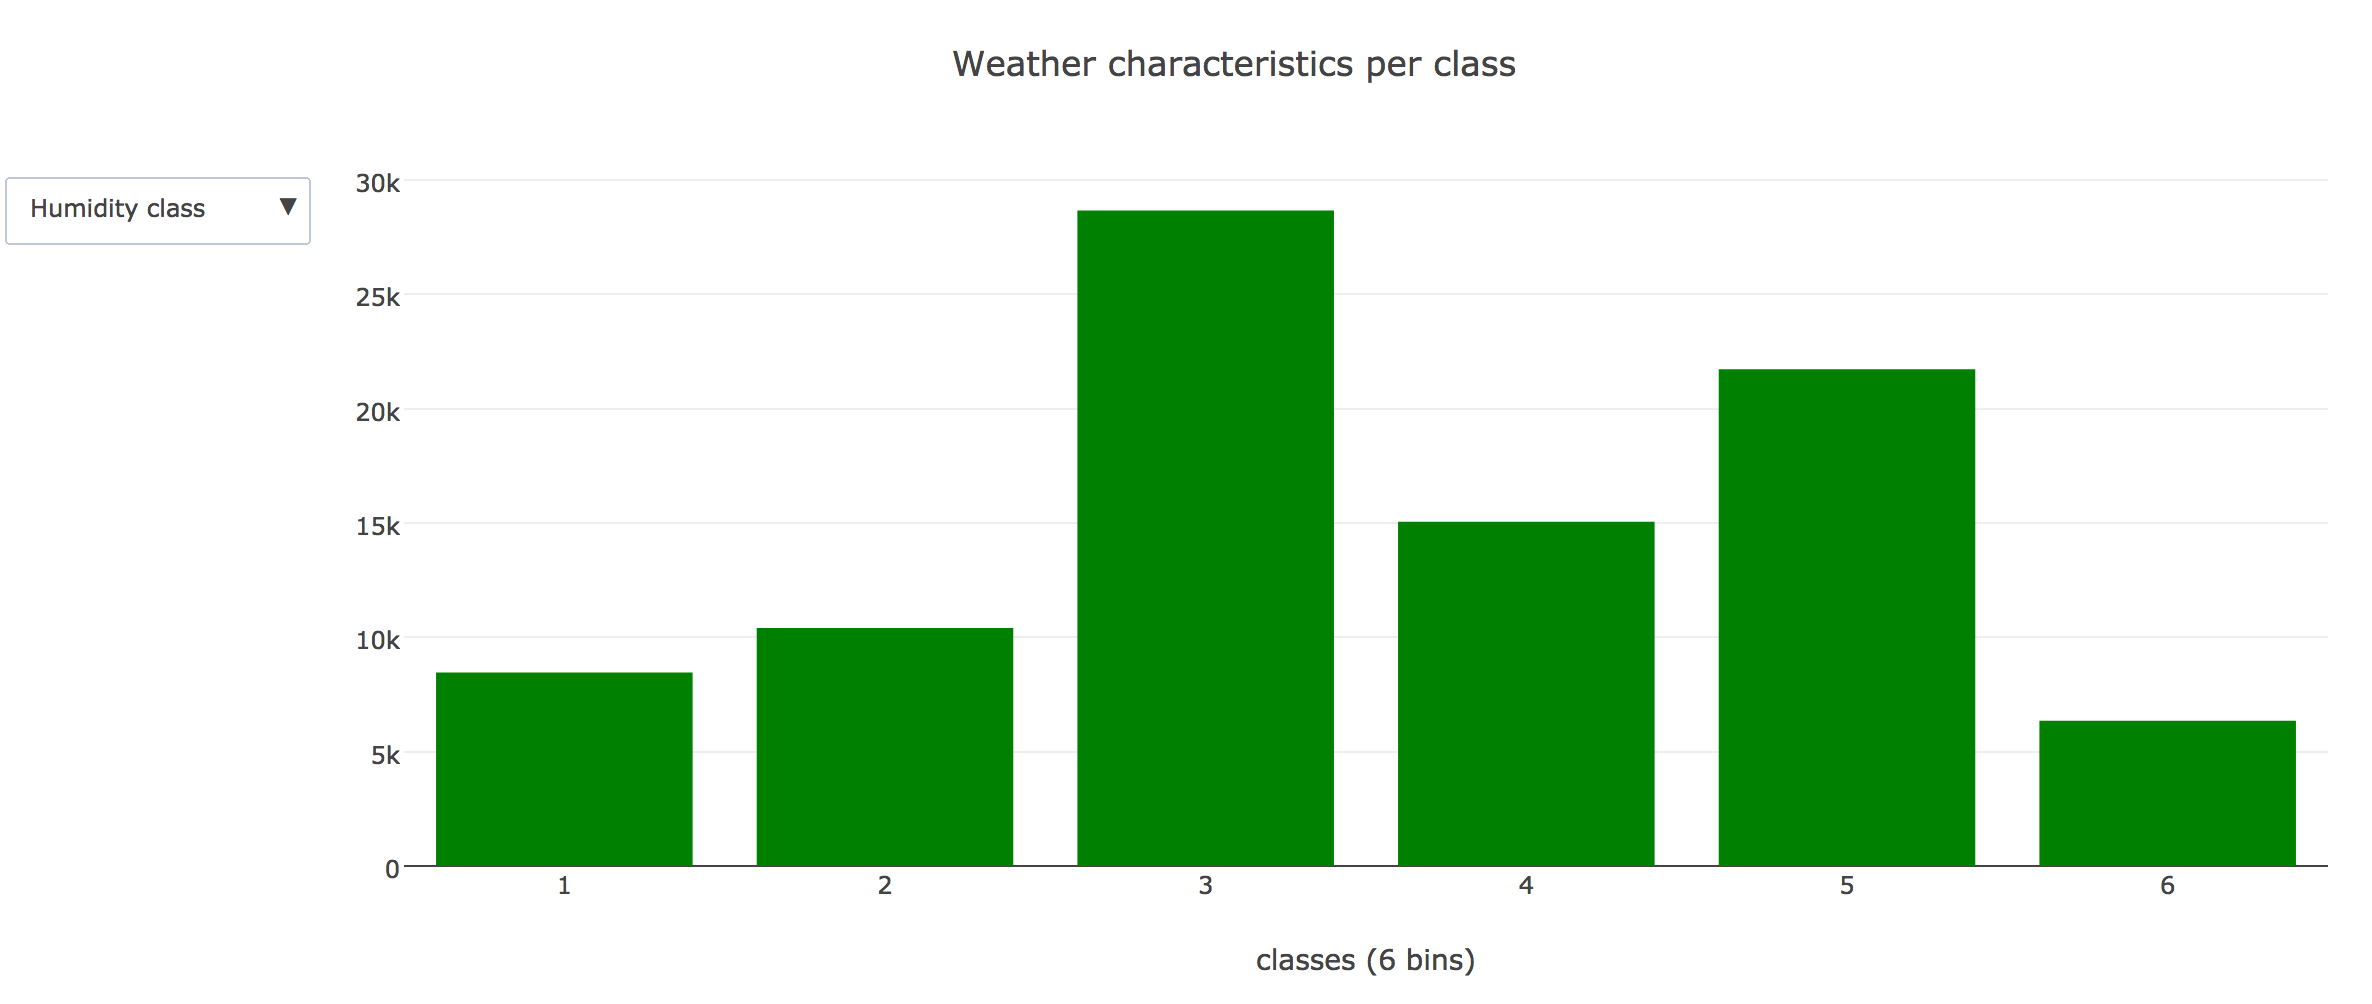 Weather characteristics per class
Humidity class ▼
30k
25k
20k
15k
10k
5k
0
1 2 3 4 5 6
classes (6 bins)